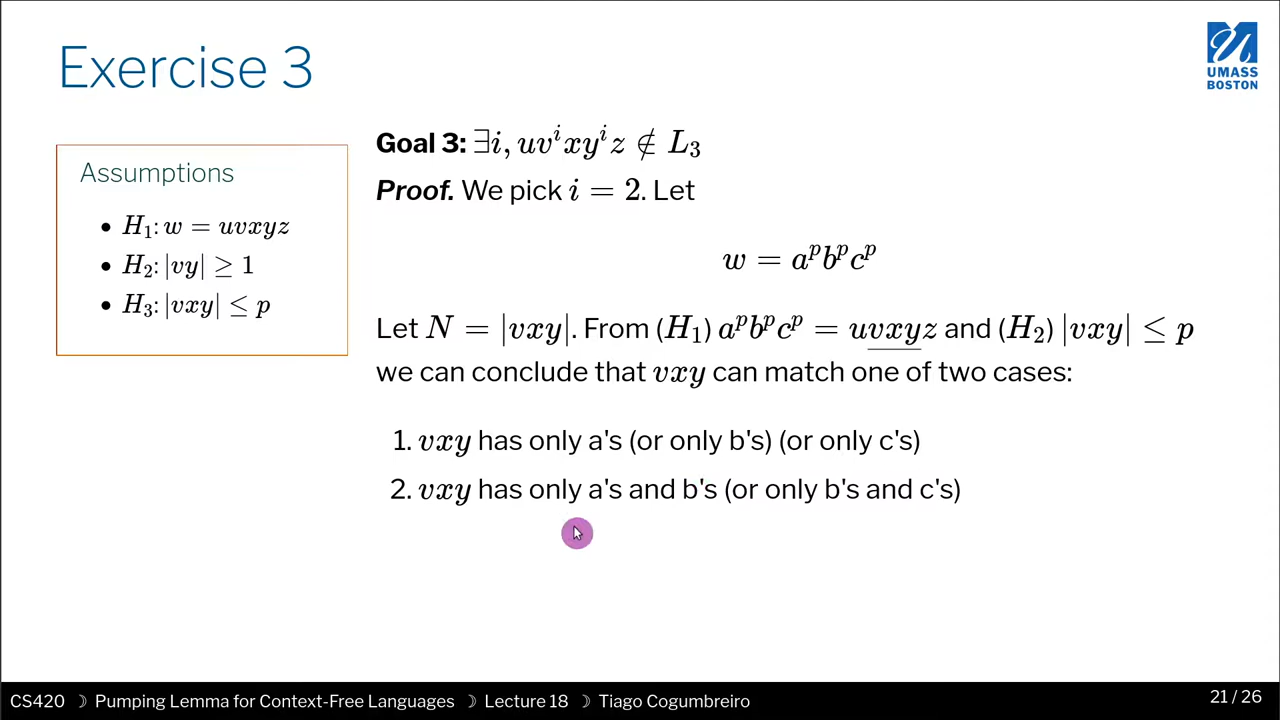 Exercise 3
UMASS
BOSTON
Assumptions
• H₁: w = uvxyz
• H₂: |vy| ≥ 1
• H₃: |vxy| ≤ p
Goal 3: ∃i, uvⁱxyⁱz ∉ L₃
Proof. We pick i = 2. Let
w = aᵖbᵖcᵖ
Let N = |vxy|. From (H₁) aᵖbᵖcᵖ = uvxyz and (H₂) |vxy| ≤ p
we can conclude that vxy can match one of two cases:
1. vxy has only a's (or only b's) (or only c's)
2. vxy has only a's and b's (or only b's and c's)
CS420 ☽ Pumping Lemma for Context-Free Languages ☽ Lecture 18 ☽ Tiago Cogumbreiro
21 / 26